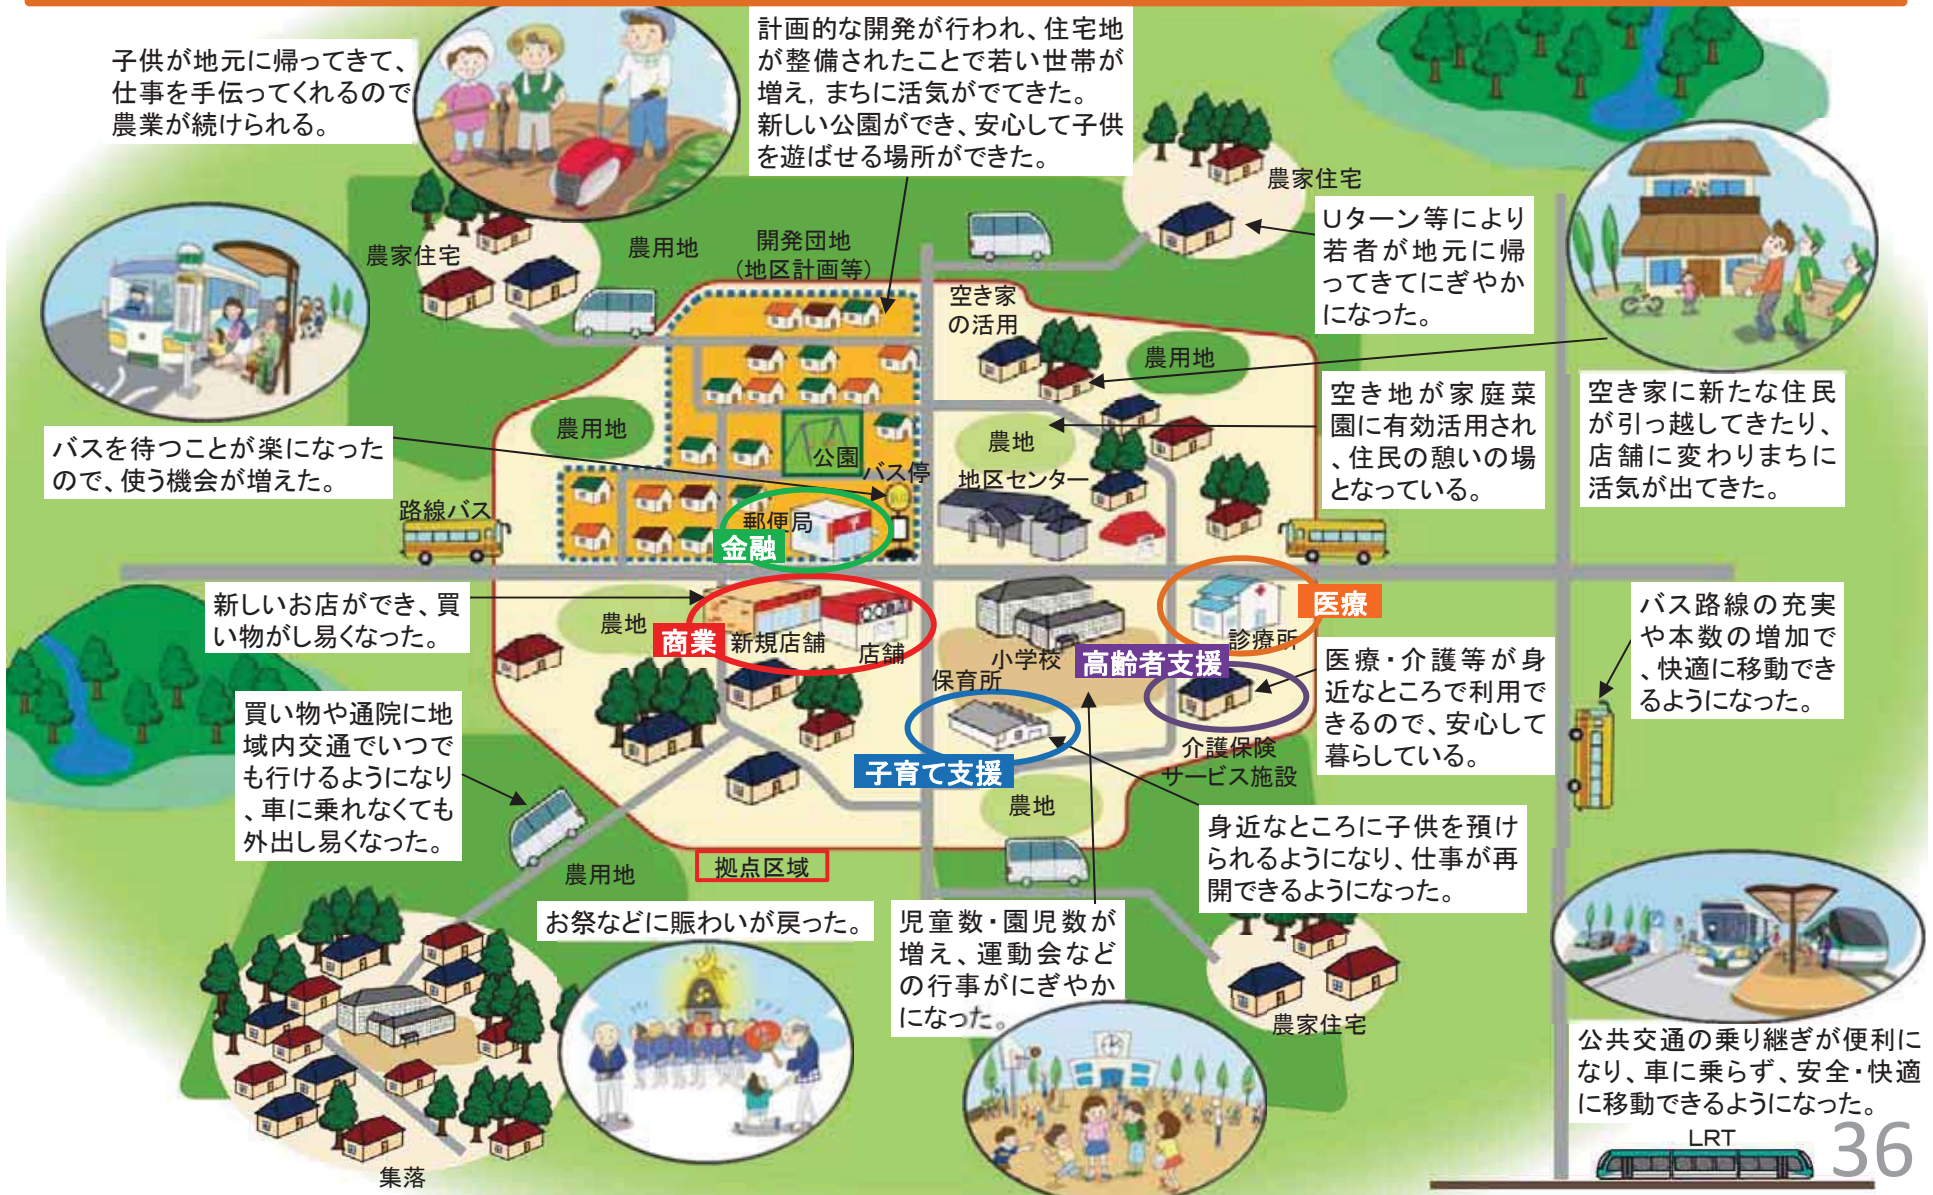 子供が地元に帰ってきて、
仕事を手伝ってくれるので
農業が続けられる。
計画的な開発が行われ、住宅地
が整備されたことで若い世帯が
増え, まちに活気がでてきた。
新しい公園ができ、安心して子供
を遊ばせる場所ができた。
農家住宅
Uターン等により
若者が地元に帰
ってきてにぎやか
になった。
農家住宅
農用地
開発団地
(地区計画等)
空き家
の活用
農用地
空き地が家庭菜
園に有効活用され
、住民の憩いの場
となっている。
空き家に新たな住民
が引っ越してきたり、
店舗に変わりまちに
活気が出てきた。
バスを待つことが楽になった
ので、使う機会が増えた。
農用地
公園
バス停
農地
地区センター
路線バス
郵便局
金融
新しいお店ができ、買
い物がし易くなった。
農地
商業
新規店舗
店舗
小学校
医療
診療所
高齢者支援
保育所
子育て支援
介護保険
サービス施設
医療・介護等が身
近なところで利用で
きるので、安心して
暮らしている。
バス路線の充実
や本数の増加で
、快適に移動でき
るようになった。
買い物や通院に地
域内交通でいつで
も行けるようになり
、車に乗れなくても
外出し易くなった。
農地
農用地
拠点区域
身近なところに子供を預け
られるようになり、仕事が再
開できるようになった。
お祭などに賑わいが戻った。
児童数・園児数が
増え、運動会など
の行事がにぎやか
になった。
農家住宅
公共交通の乗り継ぎが便利に
なり、車に乗らず、安全・快適
に移動できるようになった。
LRT
集落
36